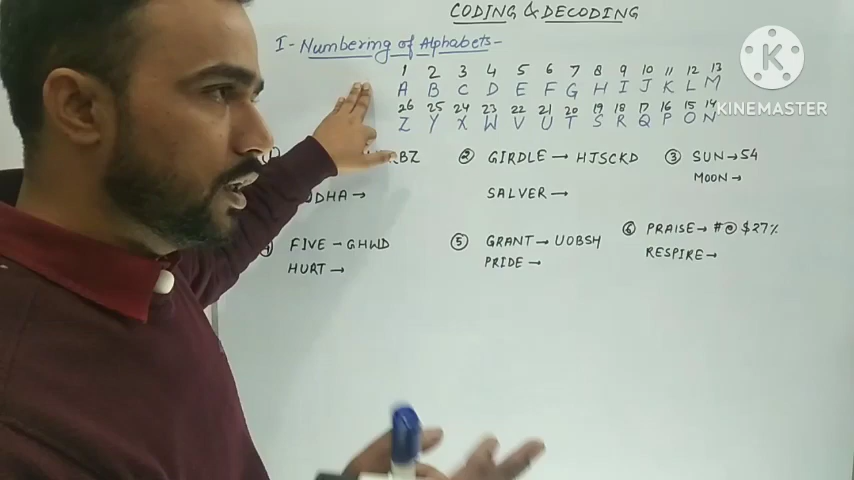 CODING & DECODING
I- Numbering of Alphabets-
1 2 3 4 5 6 7 8 9 10 11 12 13
A B C D E F G H I J K L M
26 25 24 23 22 21 20 19 18 17 16 15 14
Z Y X W V U T S R Q P O N
K
KINEMASTER
BZ
② GIRDLE → HJSCKD
③ SUN → 54
DHA →
SALVER →
MOON →
FIVE - GHWD
⑤ GRANT → UOBSH
⑥ PRAISE → #@$27%
HURT →
PRIDE →
RESPIRE →